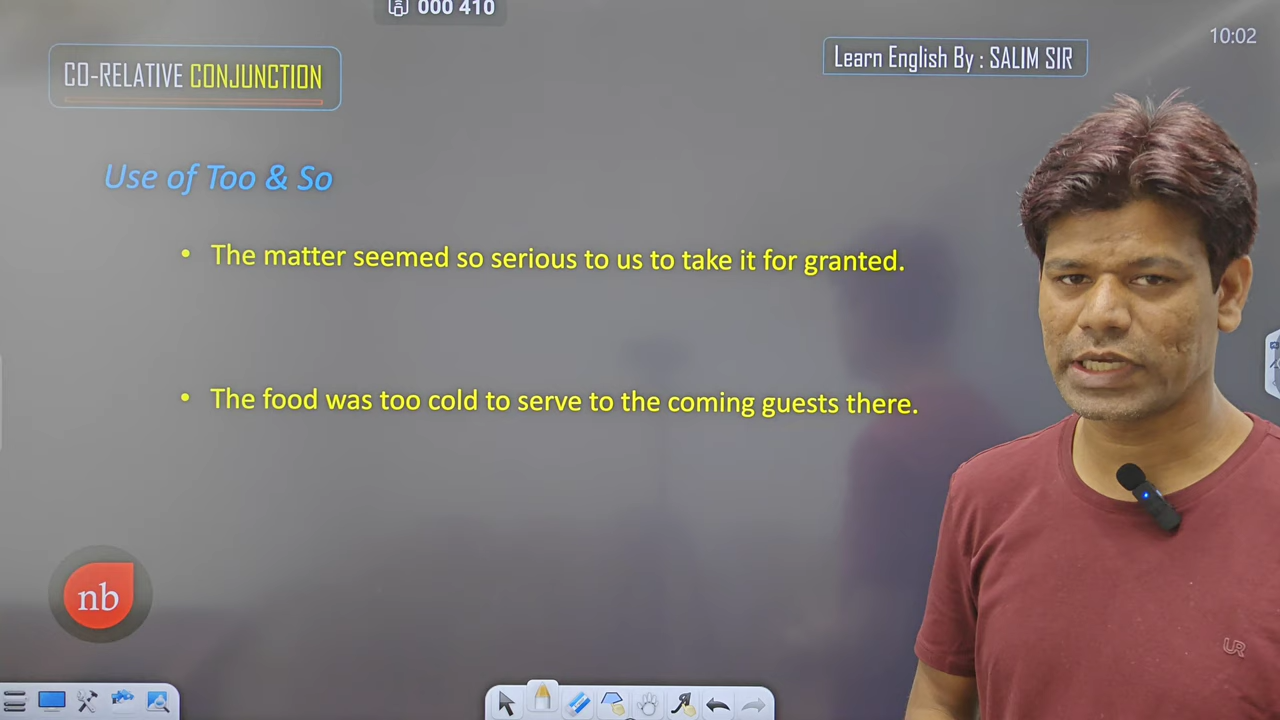 000 410
10:02
CO-RELATIVE CONJUNCTION
Learn English By : SALIM SIR
Use of Too & So
• The matter seemed so serious to us to take it for granted.
• The food was too cold to serve to the coming guests there.
nb
UR